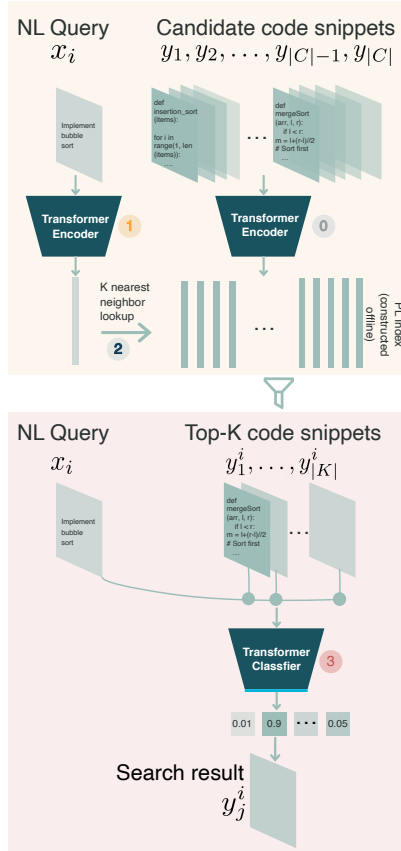 NL Query
x_i
Candidate code snippets
y_1, y_2, . . . , y_{|C|-1}, y_{|C|}
Implement
bubble
sort
def
insertion_sort
(items):
for i in
range(1, len
(items)):
....
...
def
mergeSort
(arr, l, r):
if l < r:
m = l+(r-l)//2
# Sort first
...
Transformer
Encoder
1
Transformer
Encoder
0
K nearest
neighbor
lookup
2
...
PL index
(constructed
offline)
NL Query
x_i
Top-K code snippets
y_1^i, . . . , y_{|K|}^i
Implement
bubble
sort
def
mergeSort
(arr, l, r):
if l < r:
m = l+(r-l)//2
# Sort first
...
...
Transformer
Classfier
3
0.01
0.9
...
0.05
Search result
y_j^i